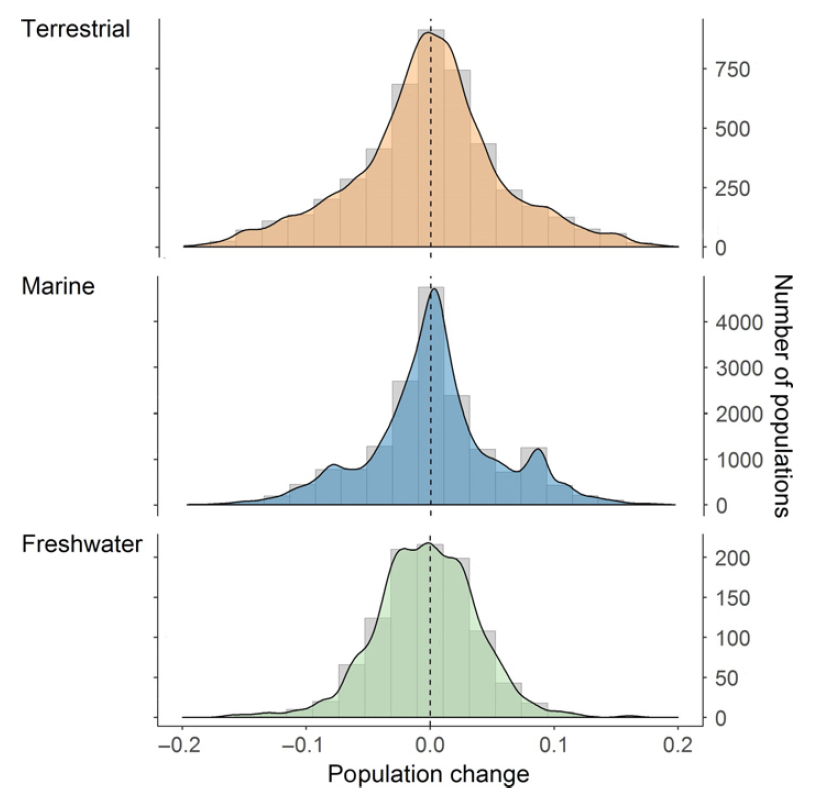 Terrestrial
750
500
250
0
Marine
4000
3000
2000
1000
0
Number of populations
Freshwater
200
150
100
50
0
−0.2 −0.1 0.0 0.1 0.2
Population change